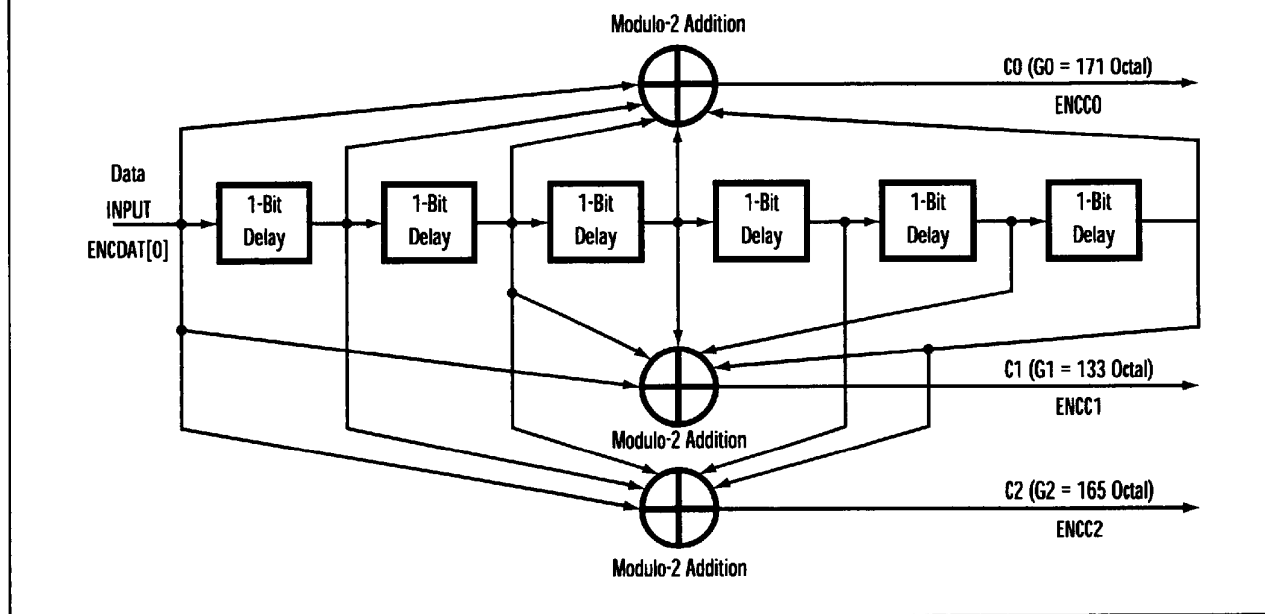 Modulo-2 Addition
C0 (G0 = 171 Octal)
ENCC0
Data
INPUT
ENCDAT[0]
1-Bit
Delay
1-Bit
Delay
1-Bit
Delay
1-Bit
Delay
1-Bit
Delay
1-Bit
Delay
C1 (G1 = 133 Octal)
ENCC1
Modulo-2 Addition
C2 (G2 = 165 Octal)
ENCC2
Modulo-2 Addition